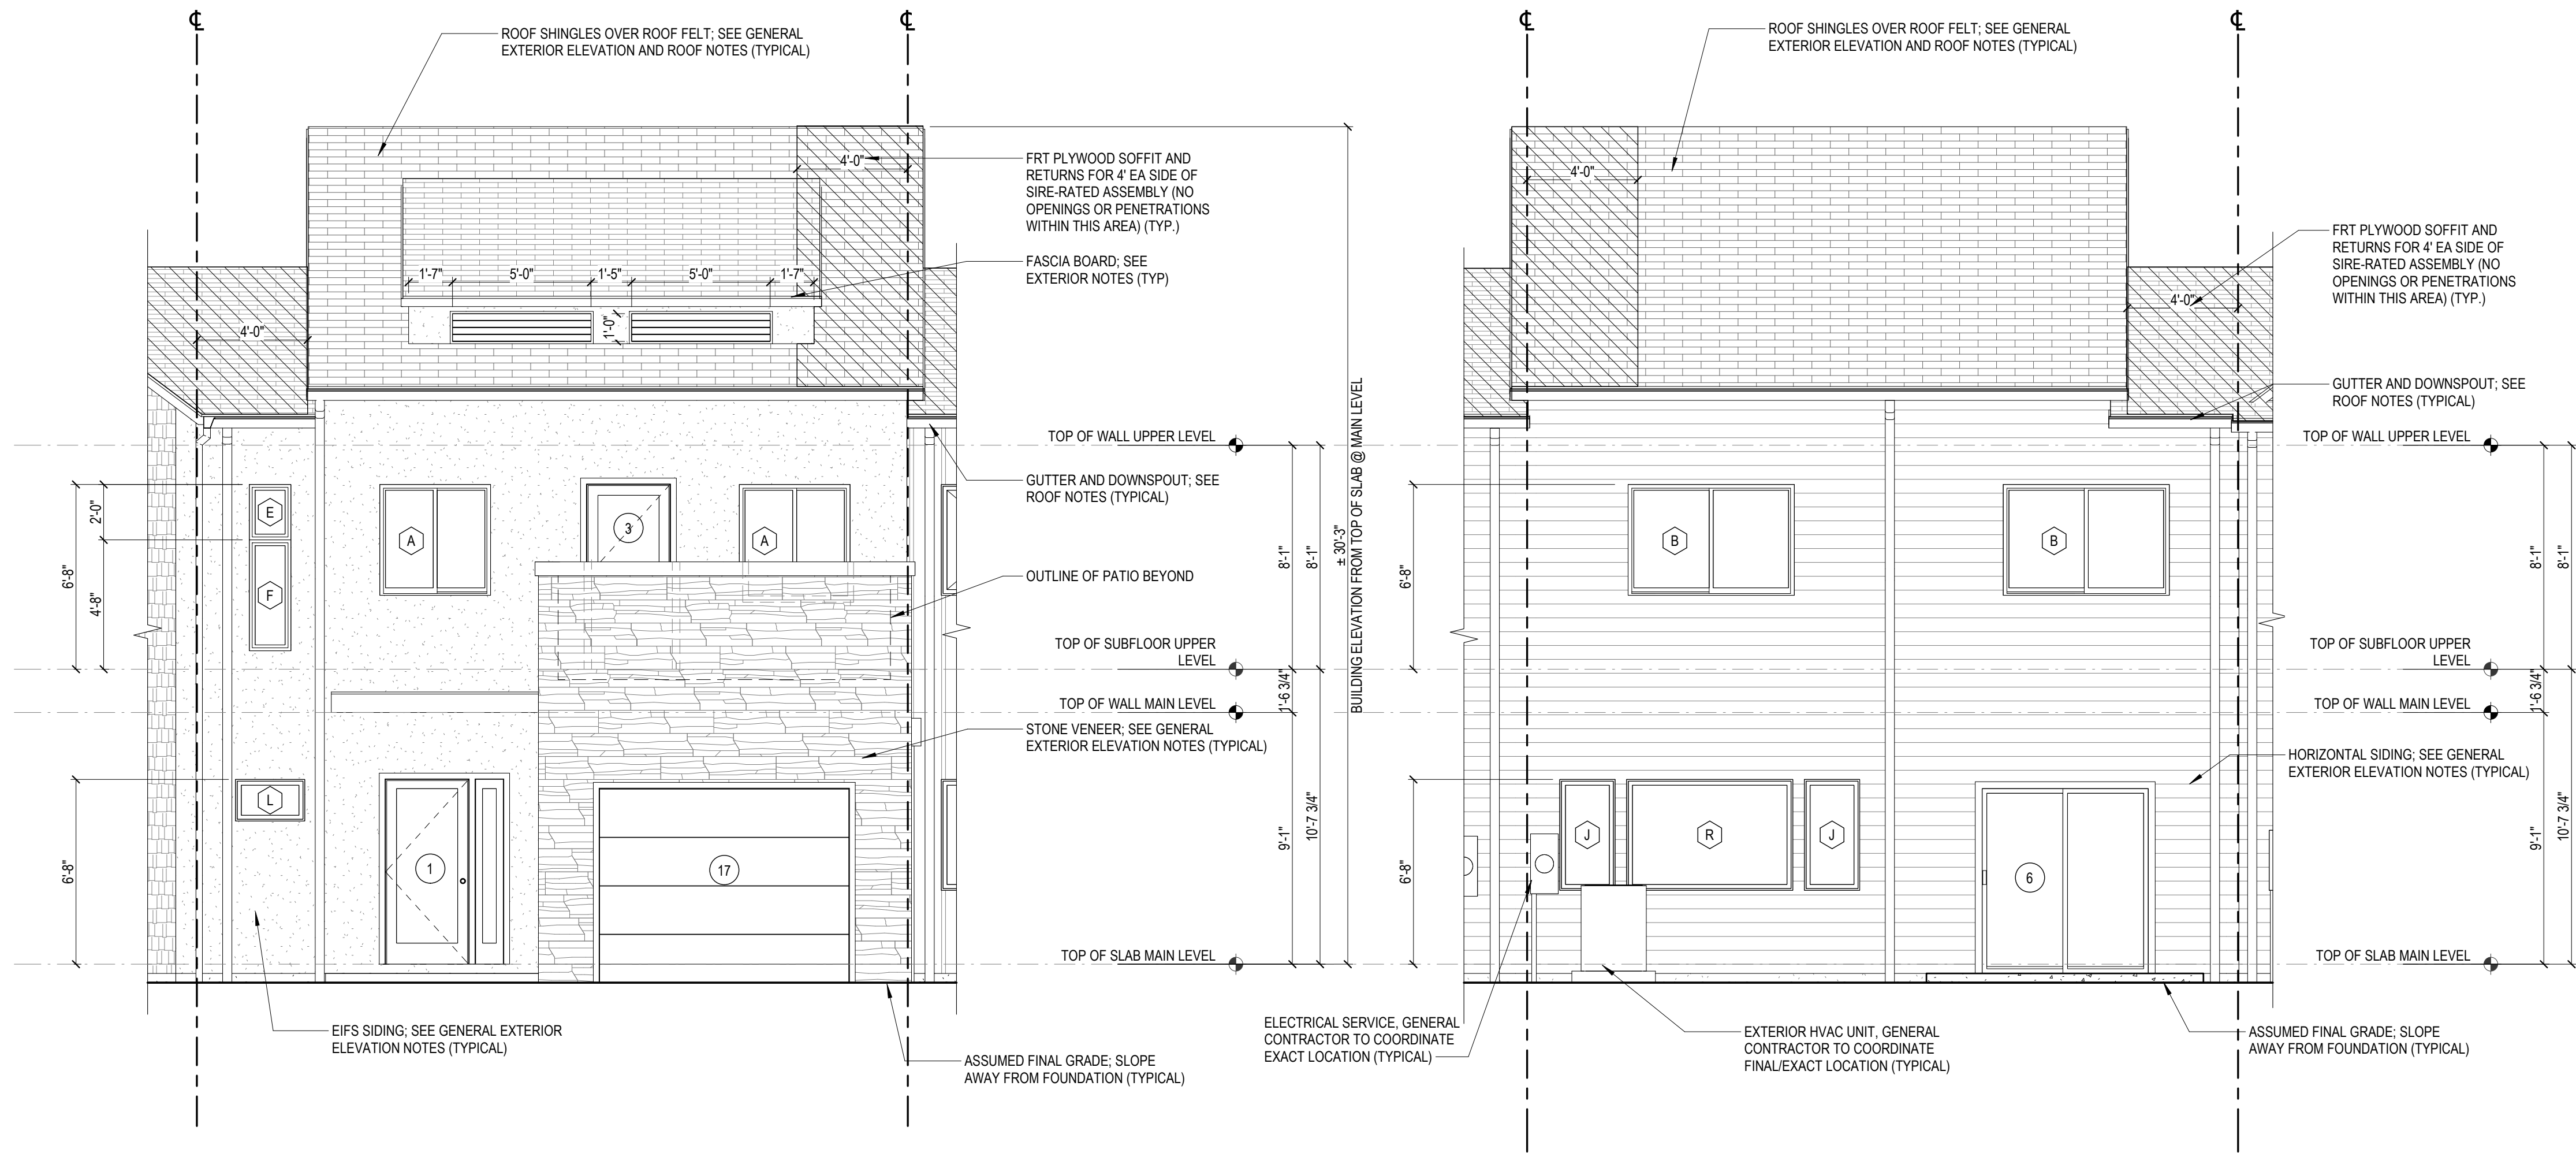 ℄
℄
ROOF SHINGLES OVER ROOF FELT; SEE GENERAL
EXTERIOR ELEVATION AND ROOF NOTES (TYPICAL)
4'-0"
FRT PLYWOOD SOFFIT AND
RETURNS FOR 4' EA SIDE OF
SIRE-RATED ASSEMBLY (NO
OPENINGS OR PENETRATIONS
WITHIN THIS AREA) (TYP.)
FASCIA BOARD; SEE
EXTERIOR NOTES (TYP)
1'-7"
5'-0"
1'-5"
5'-0"
1'-7"
1'-0"
4'-0"
TOP OF WALL UPPER LEVEL
GUTTER AND DOWNSPOUT; SEE
ROOF NOTES (TYPICAL)
E
F
A
3
A
2'-0"
6'-8"
4'-8"
OUTLINE OF PATIO BEYOND
8'-1"
8'-1"
± 30'-3"
BUILDING ELEVATION FROM TOP OF SLAB @ MAIN LEVEL
TOP OF SUBFLOOR UPPER
LEVEL
1'-6 3/4"
TOP OF WALL MAIN LEVEL
STONE VENEER; SEE GENERAL
EXTERIOR ELEVATION NOTES (TYPICAL)
L
1
17
6'-8"
9'-1"
10'-7 3/4"
TOP OF SLAB MAIN LEVEL
EIFS SIDING; SEE GENERAL EXTERIOR
ELEVATION NOTES (TYPICAL)
ASSUMED FINAL GRADE; SLOPE
AWAY FROM FOUNDATION (TYPICAL)
℄
℄
ROOF SHINGLES OVER ROOF FELT; SEE GENERAL
EXTERIOR ELEVATION AND ROOF NOTES (TYPICAL)
4'-0"
FRT PLYWOOD SOFFIT AND
RETURNS FOR 4' EA SIDE OF
SIRE-RATED ASSEMBLY (NO
OPENINGS OR PENETRATIONS
WITHIN THIS AREA) (TYP.)
4'-0"
GUTTER AND DOWNSPOUT; SEE
ROOF NOTES (TYPICAL)
TOP OF WALL UPPER LEVEL
B
B
6'-8"
8'-1"
8'-1"
TOP OF SUBFLOOR UPPER
LEVEL
1'-6 3/4"
TOP OF WALL MAIN LEVEL
HORIZONTAL SIDING; SEE GENERAL
EXTERIOR ELEVATION NOTES (TYPICAL)
J
R
J
6
6'-8"
9'-1"
10'-7 3/4"
TOP OF SLAB MAIN LEVEL
ELECTRICAL SERVICE, GENERAL
CONTRACTOR TO COORDINATE
EXACT LOCATION (TYPICAL)
EXTERIOR HVAC UNIT, GENERAL
CONTRACTOR TO COORDINATE
FINAL/EXACT LOCATION (TYPICAL)
ASSUMED FINAL GRADE; SLOPE
AWAY FROM FOUNDATION (TYPICAL)